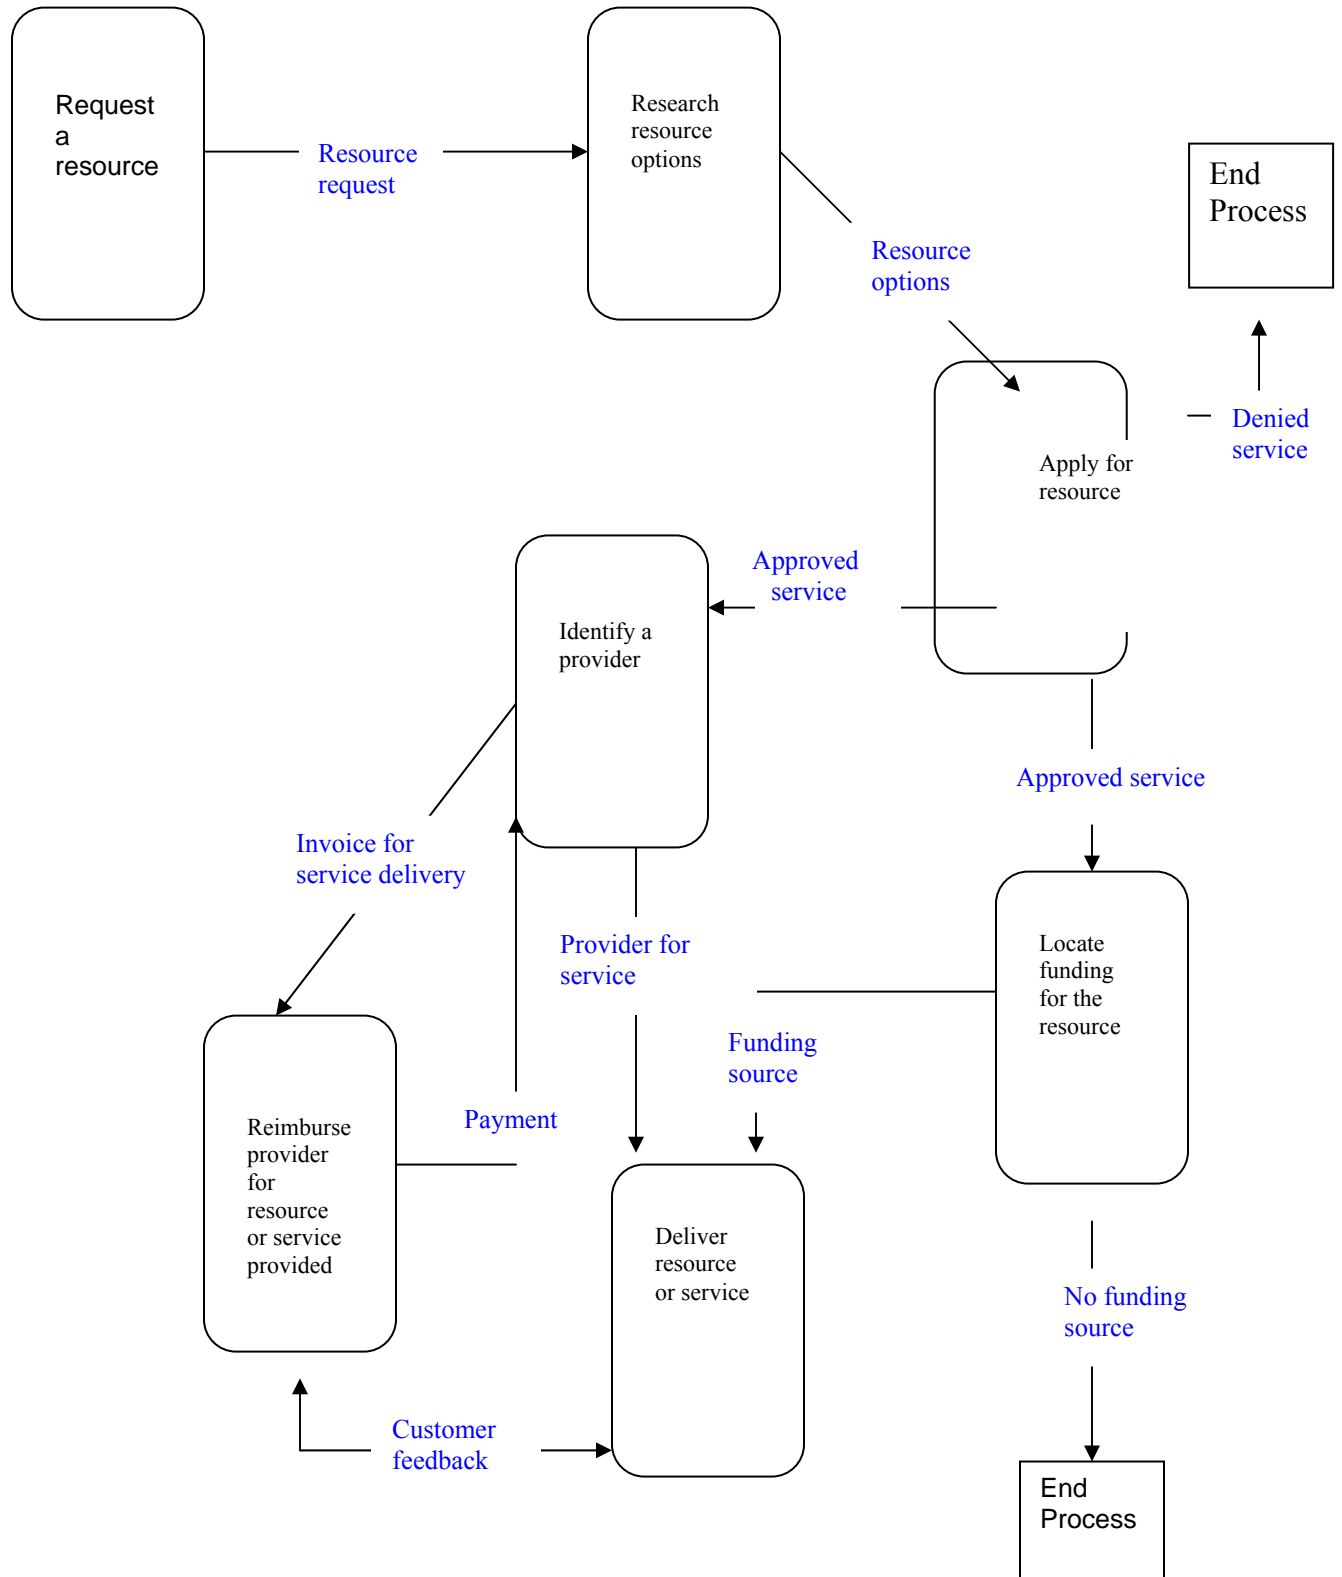 Request
a
resource
Resource
request
Research
resource
options
End
Process
Resource
options
Denied
service
Apply for
resource
Approved
service
Identify a
provider
Approved service
Invoice for
service delivery
Provider for
service
Locate
funding
for the
resource
Funding
source
Payment
Reimburse
provider
for
resource
or service
provided
Deliver
resource
or service
No funding
source
Customer
feedback
End
Process